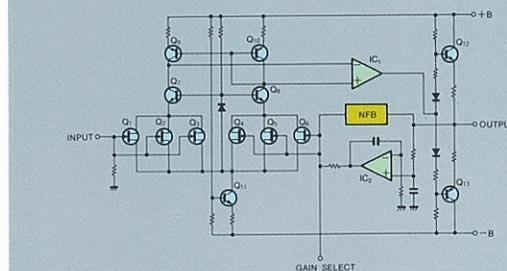 +B
Q₉
Q₁₀
Q₁₂
IC₁
Q₇
Q₈
NFB
INPUT
Q₁
Q₂
Q₃
Q₄
Q₅
Q₆
OUTPUT
IC₂
Q₁₁
Q₁₃
−B
GAIN SELECT